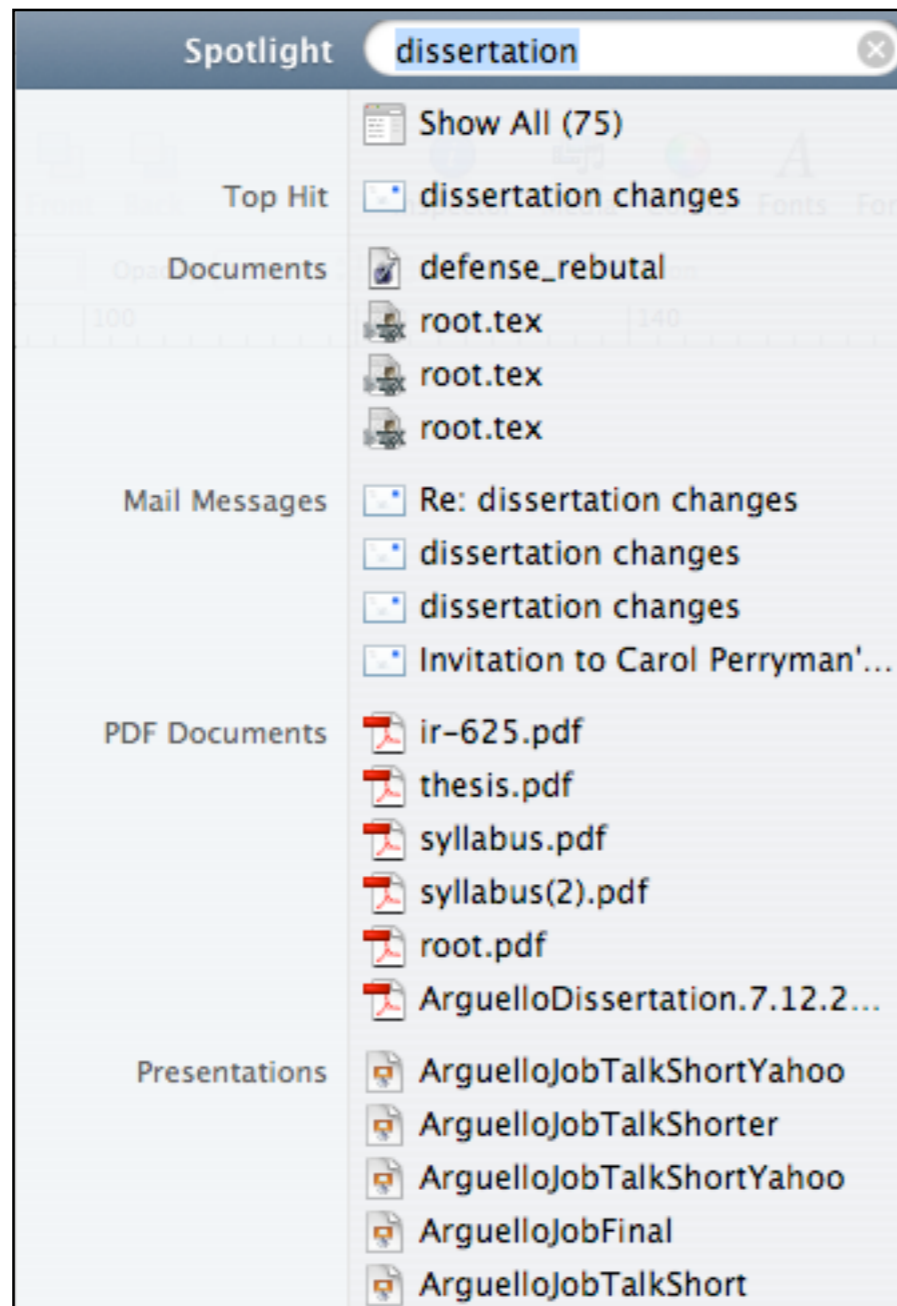 Spotlight dissertation
Show All (75)
Top Hit dissertation changes
Documents defense_rebutal
root.tex
root.tex
root.tex
Mail Messages Re: dissertation changes
dissertation changes
dissertation changes
Invitation to Carol Perryman'...
PDF Documents ir-625.pdf
thesis.pdf
syllabus.pdf
syllabus(2).pdf
root.pdf
ArguelloDissertation.7.12.2...
Presentations ArguelloJobTalkShortYahoo
ArguelloJobTalkShorter
ArguelloJobTalkShortYahoo
ArguelloJobFinal
ArguelloJobTalkShort